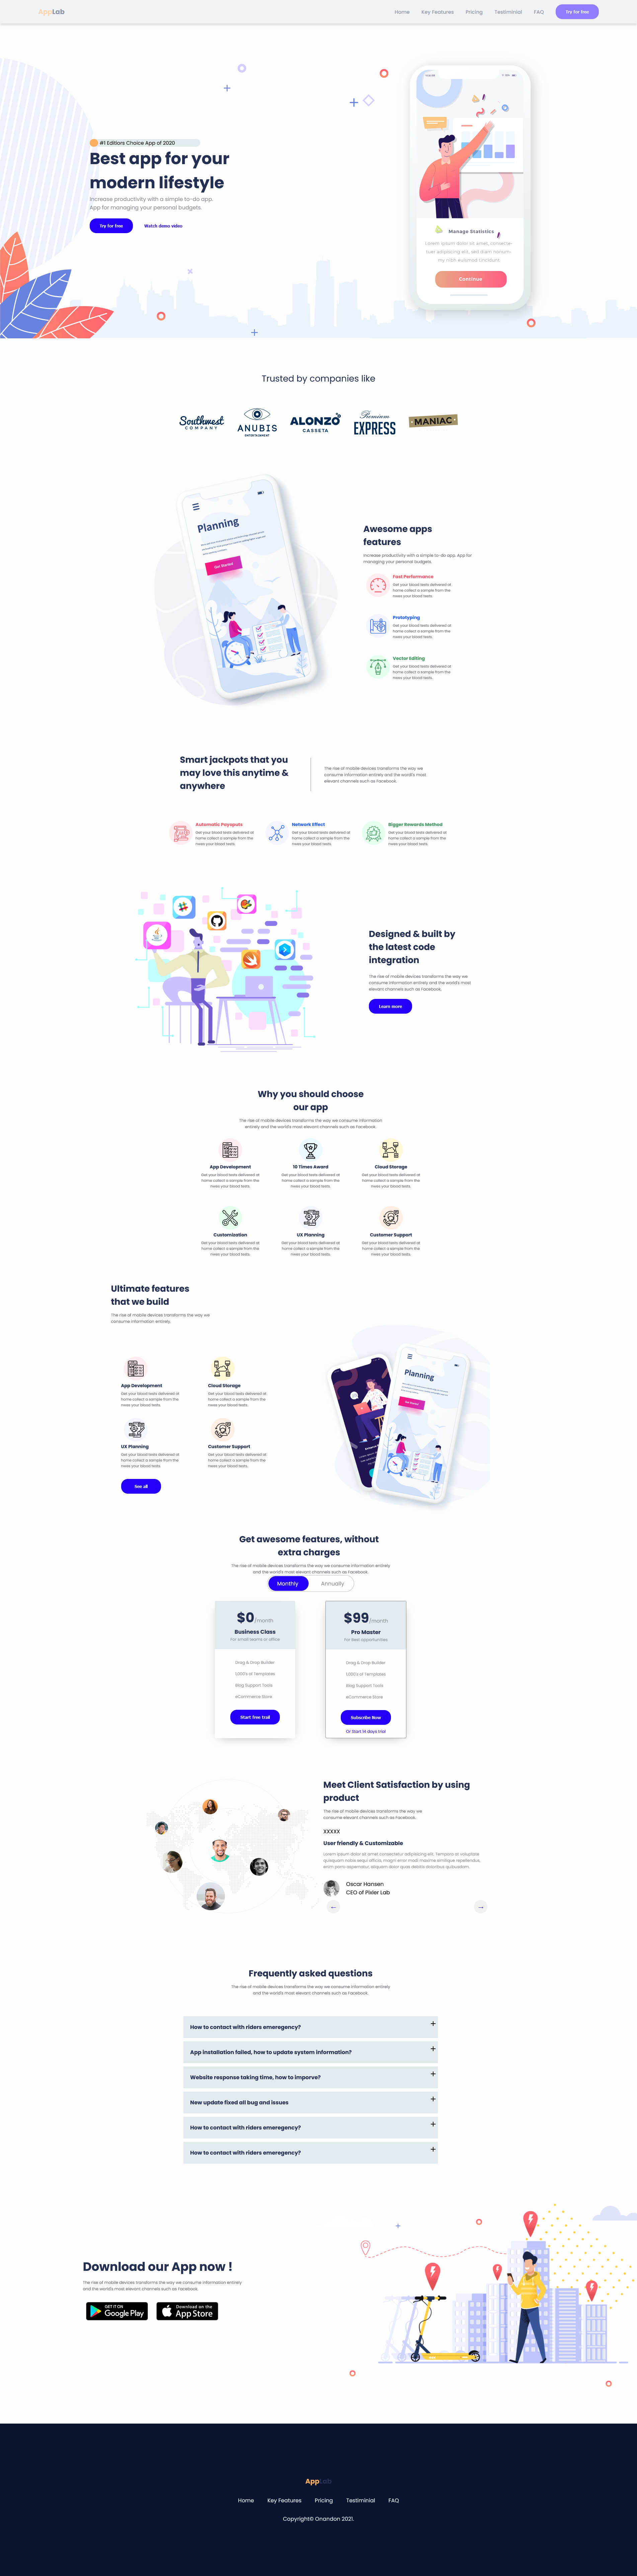 AppLab
Home Key Features Pricing Testiminial FAQ Try for free
#1 Editiors Choice App of 2020
Best app for your
modern lifestyle
Increase productivity with a simple to-do app.
App for managing your personal budgets.
Try for free Watch demo video
Manage Statistics
Lorem ipsum dolor sit amet, consecte-
tuer adipiscing elit, sed diam nonum-
my nibh euismod tincidunt
Continue
Trusted by companies like
Southwest
COMPANY
ANUBIS
ENTERTAINMENT
ALONZO
CASSETA
Premium
EXPRESS
MANIAC
Planning
Get Started
Awesome apps
features
Increase productivity with a simple to-do app. App for
managing your personal budgets.
Fast Performance
Get your blood tests delivered at
home collect a sample from the
news your blood tests.
Prototyping
Get your blood tests delivered at
home collect a sample from the
news your blood tests.
Vector Editing
Get your blood tests delivered at
home collect a sample from the
news your blood tests.
Smart jackpots that you
may love this anytime &
anywhere
The rise of mobile devices transforms the way we
consume information entirely and the world's most
elevant channels such as Facebook.
Automatic Payaputs
Get your blood tests delivered at
home collect a sample from the
news your blood tests.
Network Effect
Get your blood tests delivered at
home collect a sample from the
news your blood tests.
Bigger Rewards Method
Get your blood tests delivered at
home collect a sample from the
news your blood tests.
Designed & built by
the latest code
integration
The rise of mobile devices transforms the way we
consume information entirely and the world's most
elevant channels such as Facebook.
Learn more
Why you should choose
our app
The rise of mobile devices transforms the way we consume information
entirely and the world's most elevant channels such as Facebook.
App Development
Get your blood tests delivered at
home collect a sample from the
news your blood tests.
10 Times Award
Get your blood tests delivered at
home collect a sample from the
news your blood tests.
Cloud Storage
Get your blood tests delivered at
home collect a sample from the
news your blood tests.
Customization
Get your blood tests delivered at
home collect a sample from the
news your blood tests.
UX Planning
Get your blood tests delivered at
home collect a sample from the
news your blood tests.
Customer Support
Get your blood tests delivered at
home collect a sample from the
news your blood tests.
Ultimate features
that we build
The rise of mobile devices transforms the way we
consume information entirely.
App Development
Get your blood tests delivered at
home collect a sample from the
news your blood tests.
Cloud Storage
Get your blood tests delivered at
home collect a sample from the
news your blood tests.
UX Planning
Get your blood tests delivered at
home collect a sample from the
news your blood tests.
Customer Support
Get your blood tests delivered at
home collect a sample from the
news your blood tests.
See all
Planning
Get Started
Get awesome features, without
extra charges
The rise of mobile devices transforms the way we consume information entirely
and the world's most elevant channels such as Facebook
Monthly Annually
$0/month
Business Class
For small teams or office
Drag & Drop Builder
1,000's of Templates
Blog Support Tools
eCommerce Store
Start free trail
$99/month
Pro Master
For Best opportunities
Drag & Drop Builder
1,000's of Templates
Blog Support Tools
eCommerce Store
Subscribe Now
Or Start 14 days trial
Meet Client Satisfaction by using
product
The rise of mobile devices transforms the way we
consume elevant channels such as Facebook.
XXXXX
User friendly & Customizable
Lorem ipsum dolor sit amet consectetur adipisicing elit. Tempora at voluptate
quisquam nobis sequi officia, magni error modi maxime similique repellendus
enim porro aspernatur, aliquam dolor quas debitis doloribus quibusdam.
Oscar Hansen
CEO of Pixler Lab
← →
Frequently asked questions
The rise of mobile devices transforms the way we consume information entirely
and the world's most elevant channels such as Facebook
How to contact with riders emeregency? +
App installation failed, how to update system information? +
Website response taking time, how to imporve? +
New update fixed all bug and issues +
How to contact with riders emeregency? +
How to contact with riders emeregency? +
Download our App now !
The rise of mobile devices transforms the way we consume information entirely
and the world's most elevant channels such as Facebook.
GET IT ON
Google Play
Download on the
App Store
AppLab
Home Key Features Pricing Testiminial FAQ
Copyright© Onandon 2021.